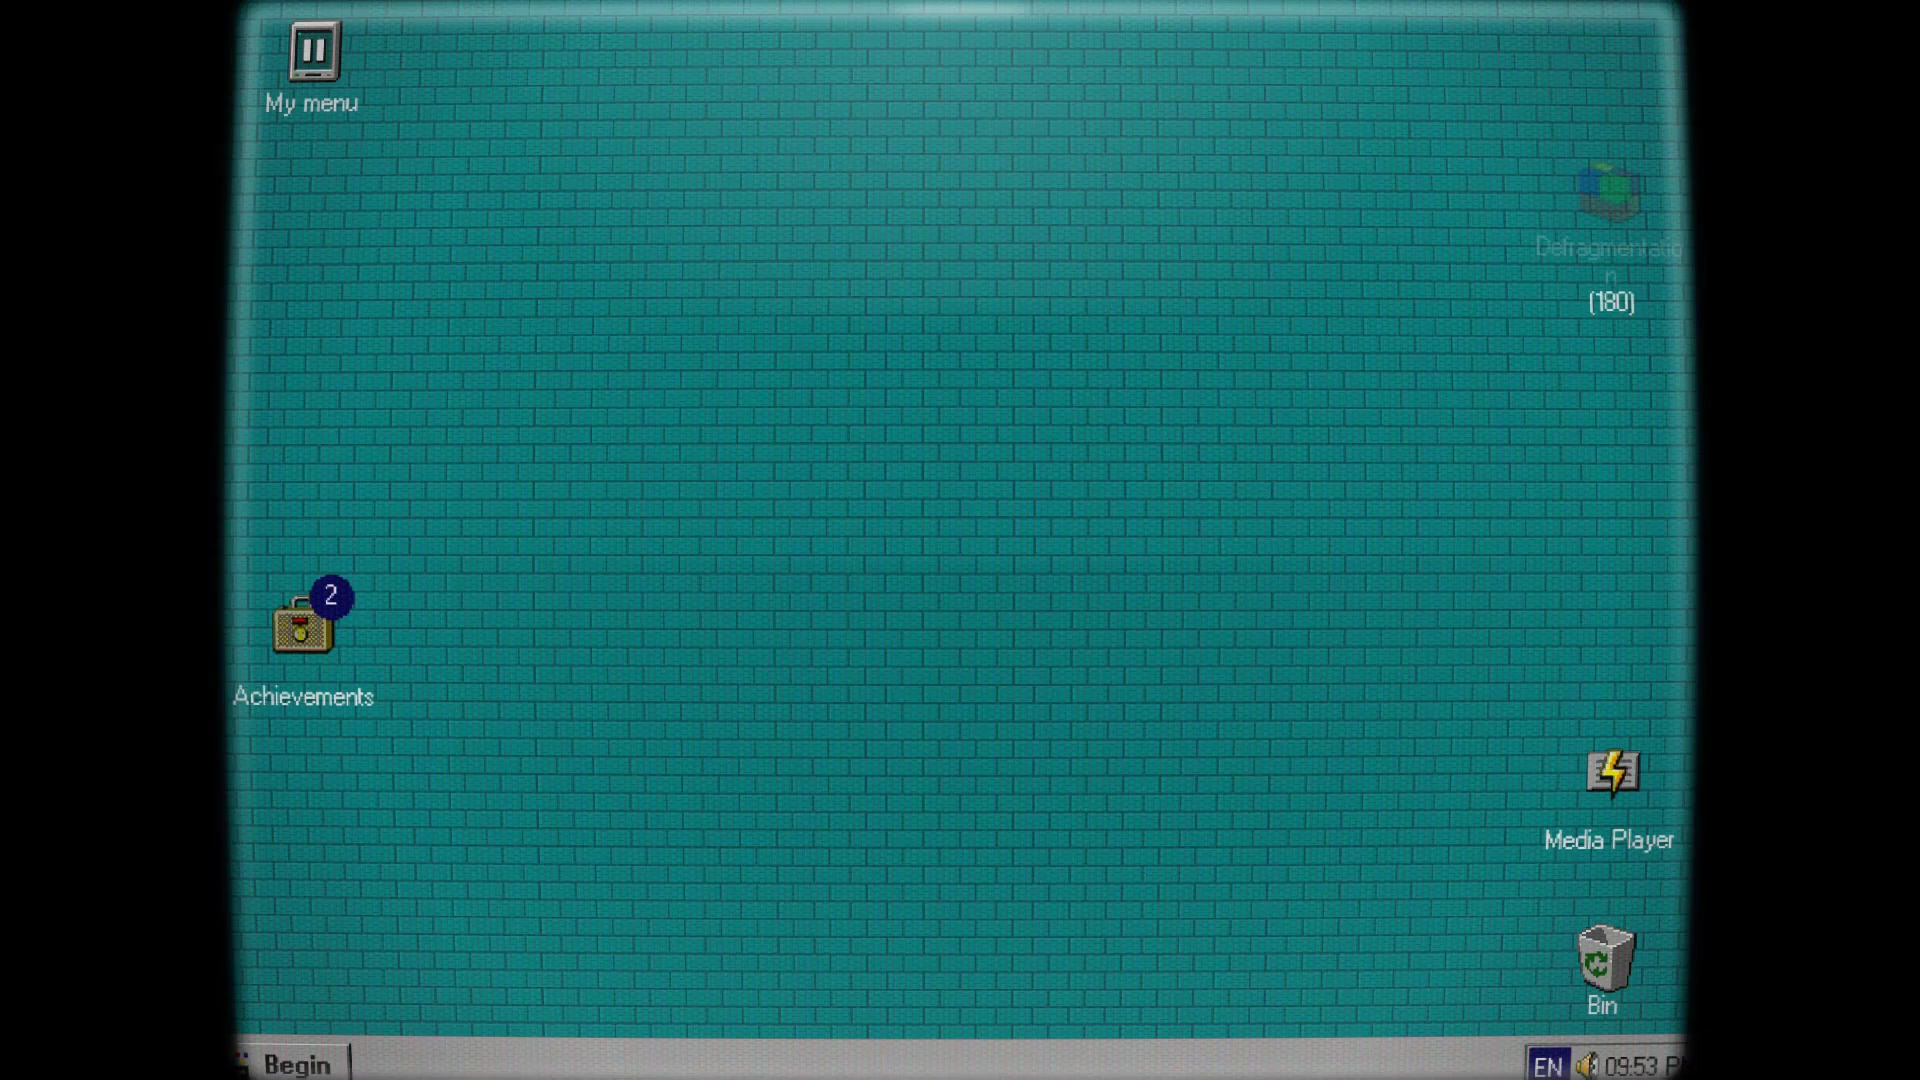 My menu
Defragmentatio
n
(180)
2
Achievements
Media Player
Bin
Begin
EN 09:53 P